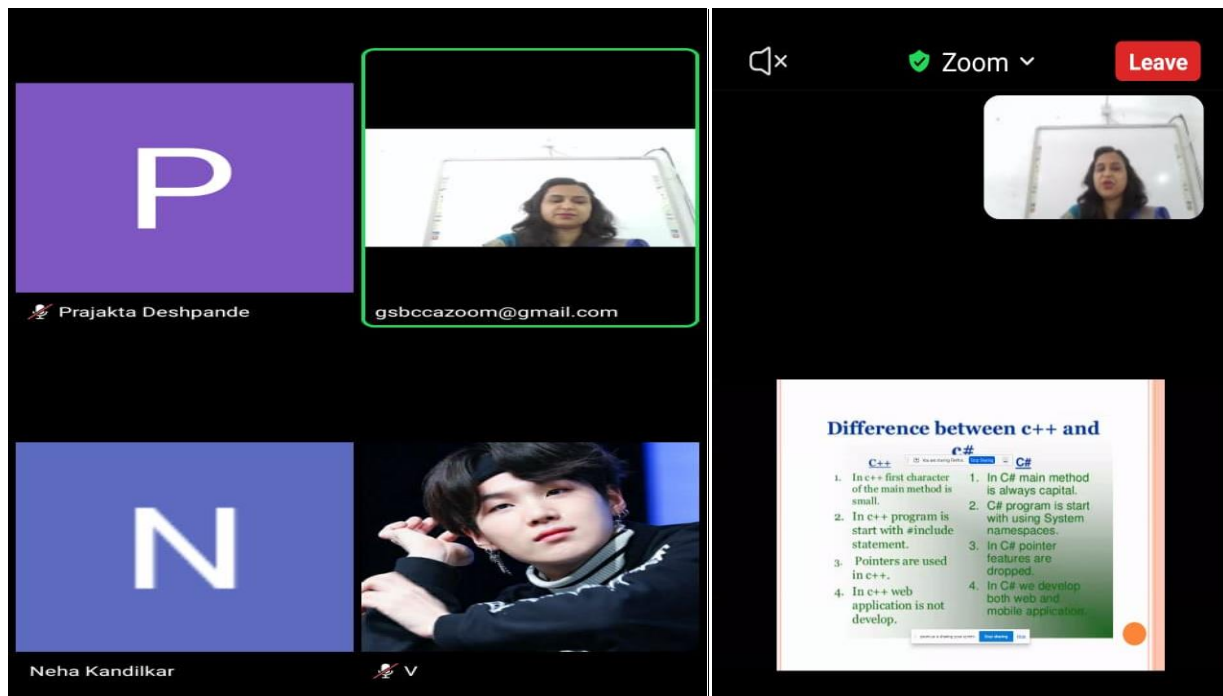 P
Prajakta Deshpande
gsbccazoom@gmail.com
N
Neha Kandilkar
V
Zoom
Leave
Difference between c++ and
c#
C++
1. In c++ first character
of the main method is
small.
2. In c++ program is
start with #include
statement.
3. Pointers are used
in c++.
4. In c++ web
application is not
develop.
C#
1. In C# main method
is always capital.
2. C# program is start
with using System
namespaces.
3. In C# pointer
features are
dropped.
4. In C# we develop
both web and
mobile application.
Stop sharing
Stop sharing
Hide